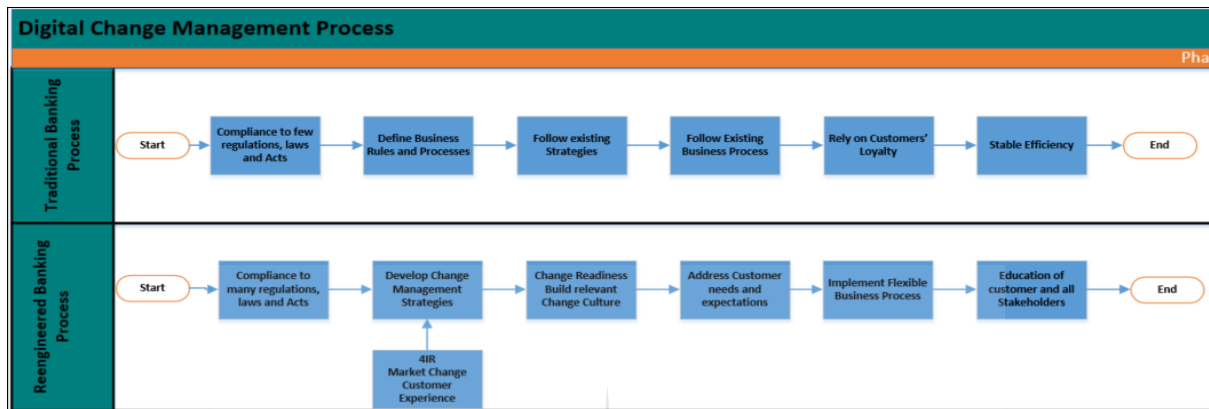 Digital Change Management Process
Pha
Traditional Banking
Process
Start
Compliance to few
regulations, laws
and Acts
Define Business
Rules and Processes
Follow existing
Strategies
Follow Existing
Business Process
Rely on Customers'
Loyalty
Stable Efficiency
End
Reengineered Banking
Process
Start
Compliance to
many regulations,
laws and Acts
Develop Change
Management
Strategies
Change Readiness
Build relevant
Change Culture
Address Customer
needs and
expectations
Implement Flexible
Business Process
Education of
customer and all
Stakeholders
End
4IR
Market Change
Customer
Experience